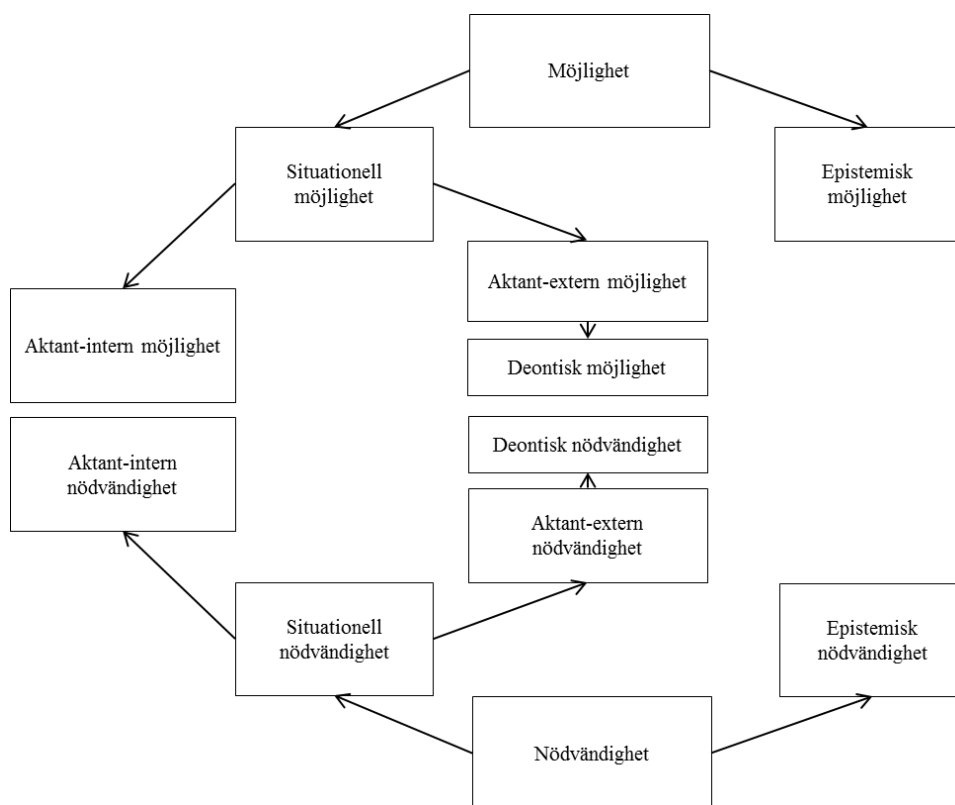 Möjlighet
Situationell
möjlighet
Epistemisk
möjlighet
Aktant-extern möjlighet
Aktant-intern möjlighet
Deontisk möjlighet
Deontisk nödvändighet
Aktant-intern
nödvändighet
Aktant-extern
nödvändighet
Situationell
nödvändighet
Epistemisk
nödvändighet
Nödvändighet